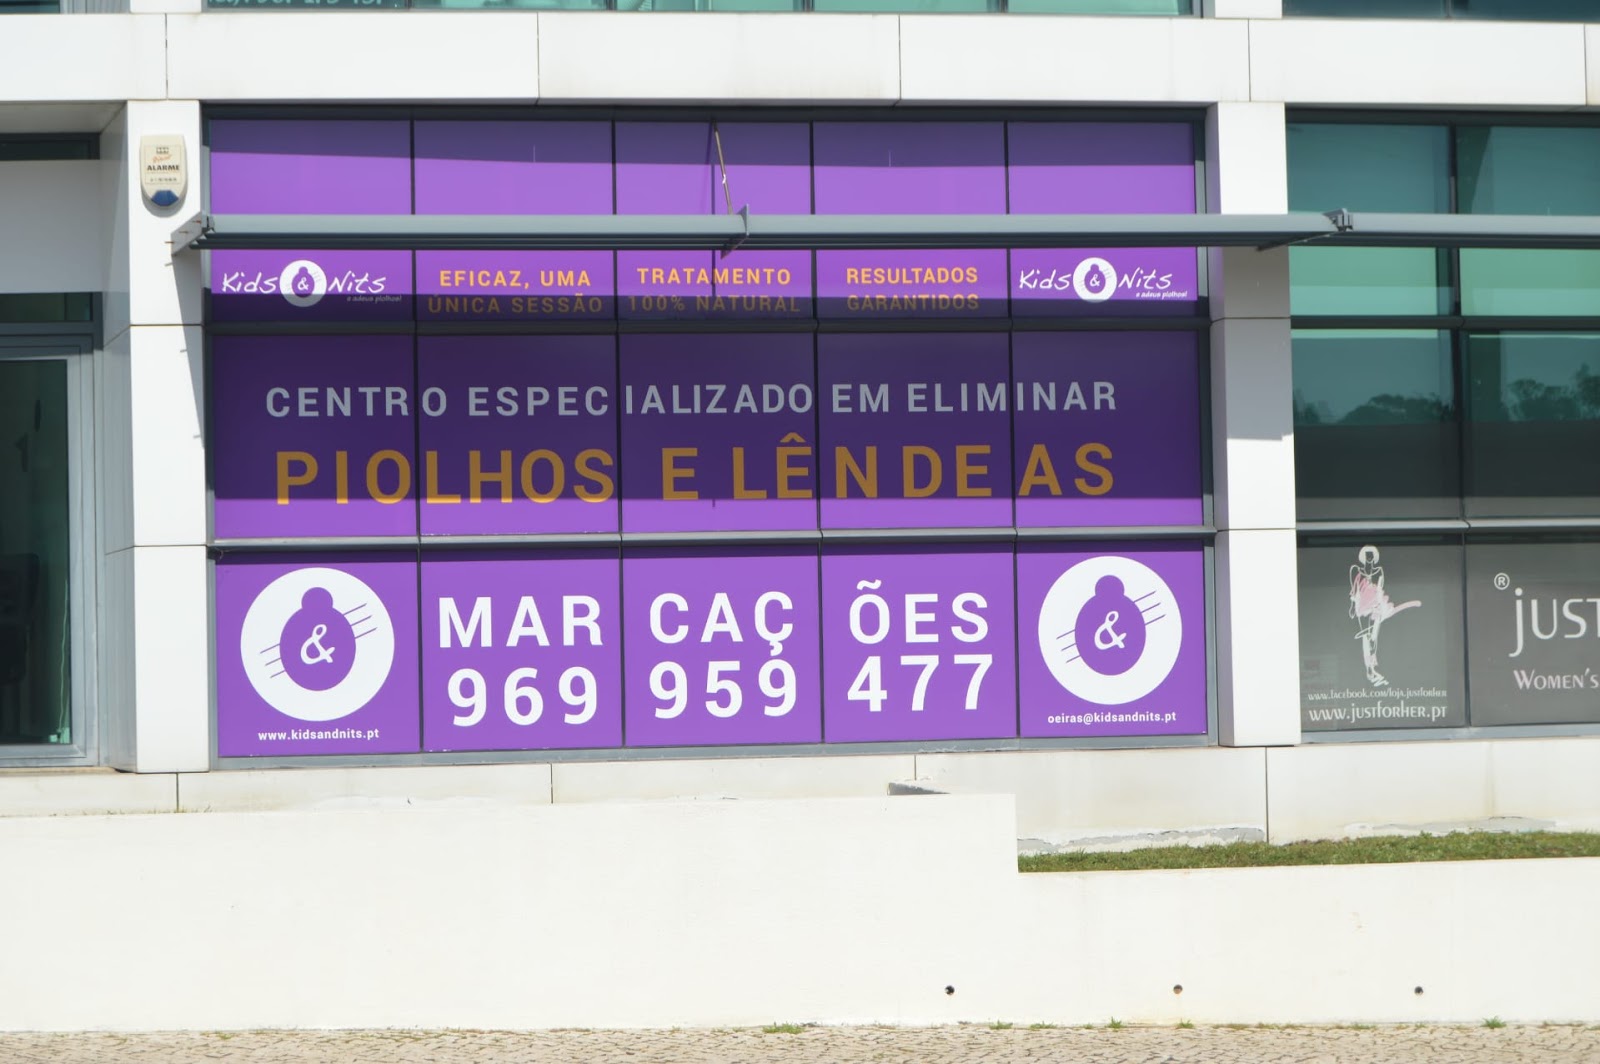 ALARME
Kids & Nits
e adeus piolhos!
EFICAZ, UMA
ÚNICA SESSÃO
TRATAMENTO
100% NATURAL
RESULTADOS
GARANTIDOS
Kids & Nits
e adeus piolhos!
CENTRO ESPECIALIZADO EM ELIMINAR
PIOLHOS E LÊNDEAS
&
www.kidsandnits.pt
MARCAÇÕES
969 959 477
&
oeiras@kidsandnits.pt
www.facebook.com/loja.justforher
www.justforher.pt
®
JUST
WOMEN'S